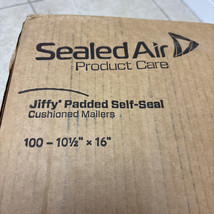 Sealed Air
Product Care
Jiffy® Padded Self-Seal
Cushioned Mailers
100 – 10½" × 16"